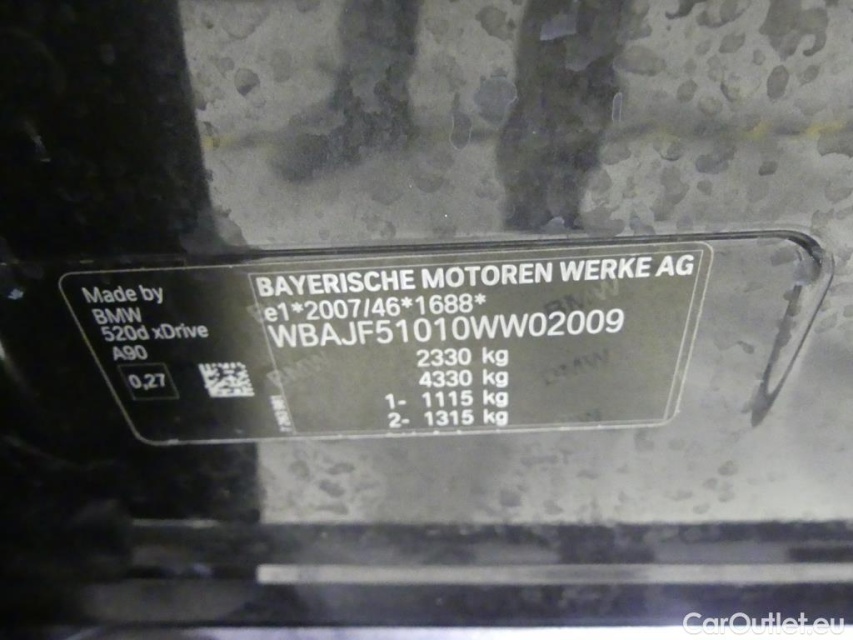 Made by
BMW
520d xDrive
A90
0,27
BAYERISCHE MOTOREN WERKE AG
e1*2007/46*1688*
WBAJF51010WW02009
2330 kg
4330 kg
1- 1115 kg
2- 1315 kg
BMW
CarOutlet.eu